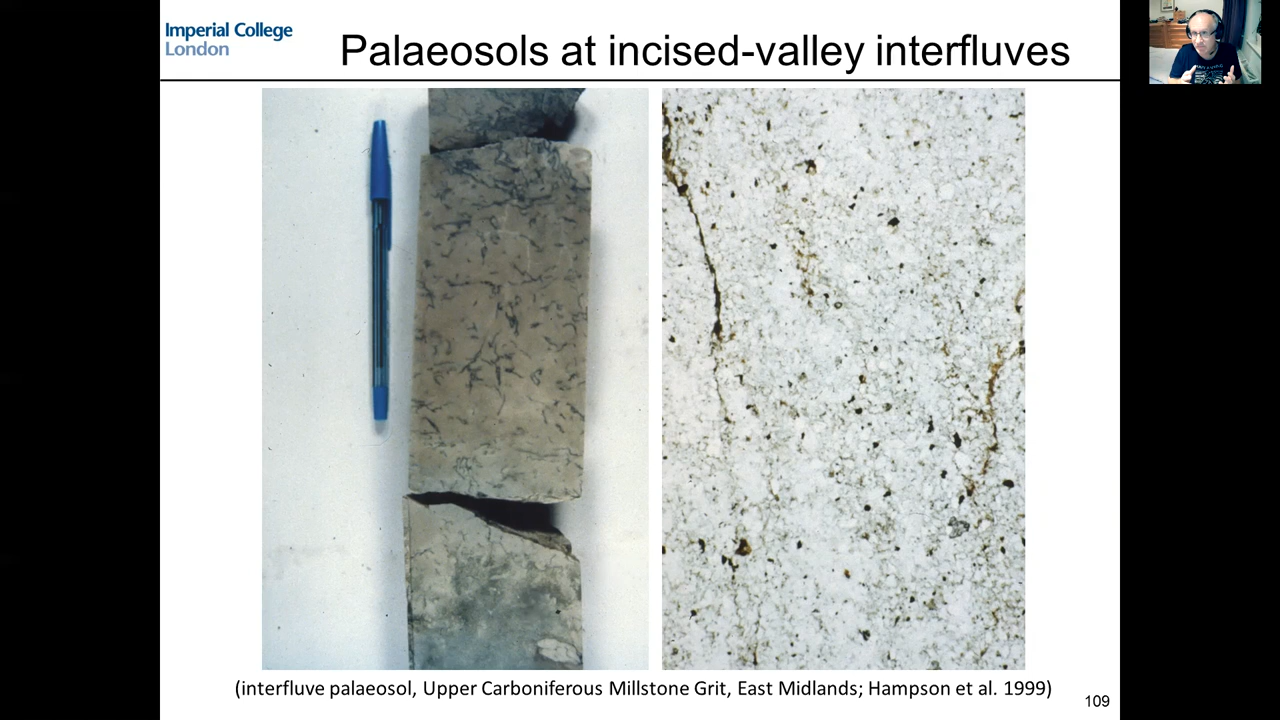 Imperial College
London
Palaeosols at incised-valley interfluves
(interfluve palaeosol, Upper Carboniferous Millstone Grit, East Midlands; Hampson et al. 1999)
109